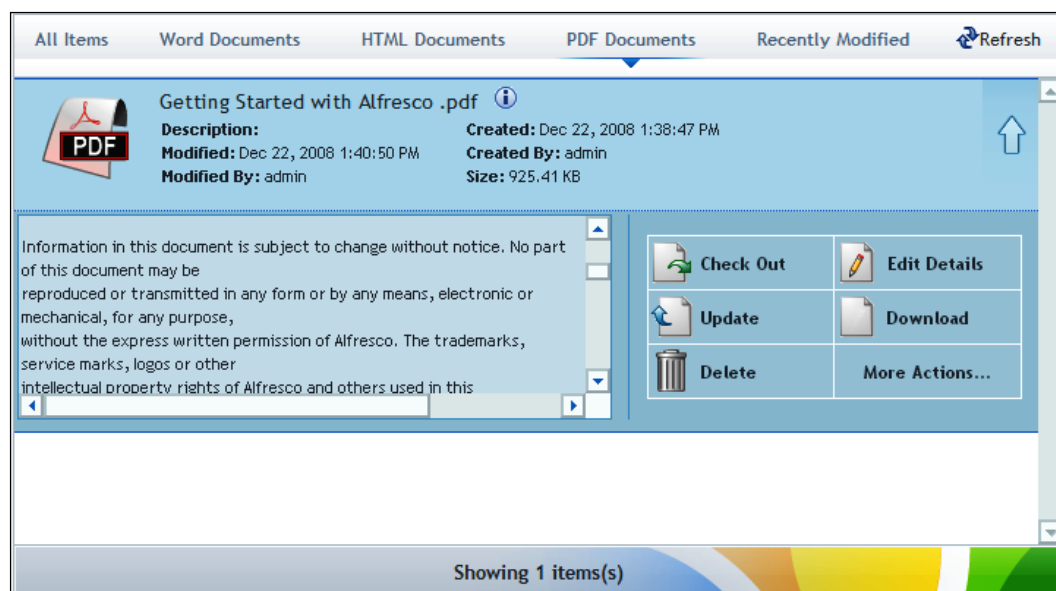 All Items Word Documents HTML Documents PDF Documents Recently Modified Refresh
Getting Started with Alfresco .pdf
PDF
Description: Created: Dec 22, 2008 1:38:47 PM
Modified: Dec 22, 2008 1:40:50 PM Created By: admin
Modified By: admin Size: 925.41 KB
Information in this document is subject to change without notice. No part
of this document may be
reproduced or transmitted in any form or by any means, electronic or
mechanical, for any purpose,
without the express written permission of Alfresco. The trademarks,
service marks, logos or other
intellectual property rights of Alfresco and others used in this
Check Out Edit Details
Update Download
Delete More Actions...
Showing 1 items(s)